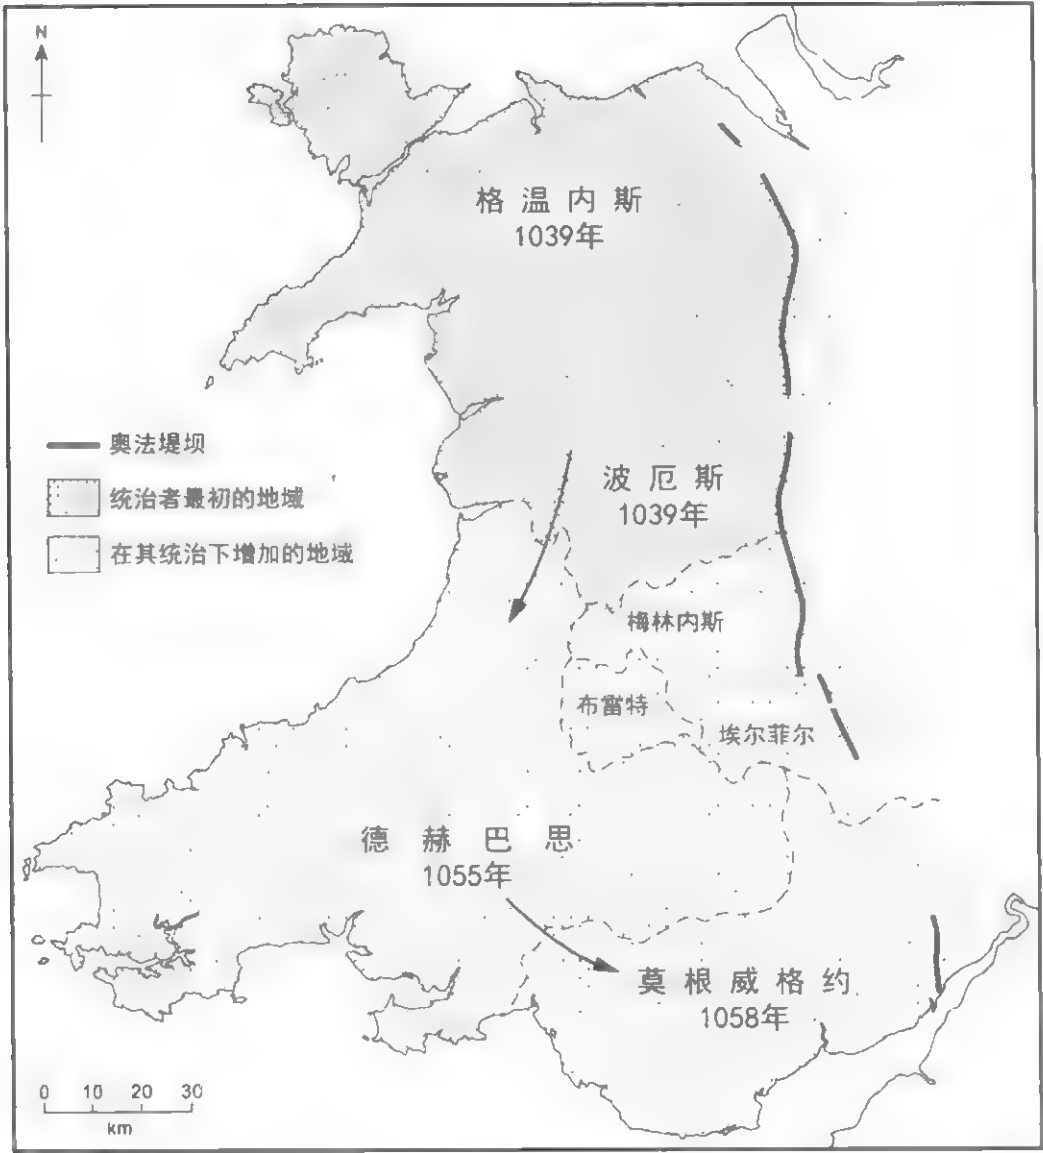 N
格温内斯
1039年
奥法堤坝
统治者最初的地域
在其统治下增加的地域
波厄斯
1039年
梅林内斯
布雷特
埃尔菲尔
德赫巴思
1055年
莫根威格约
1058年
0 10 20 30
km